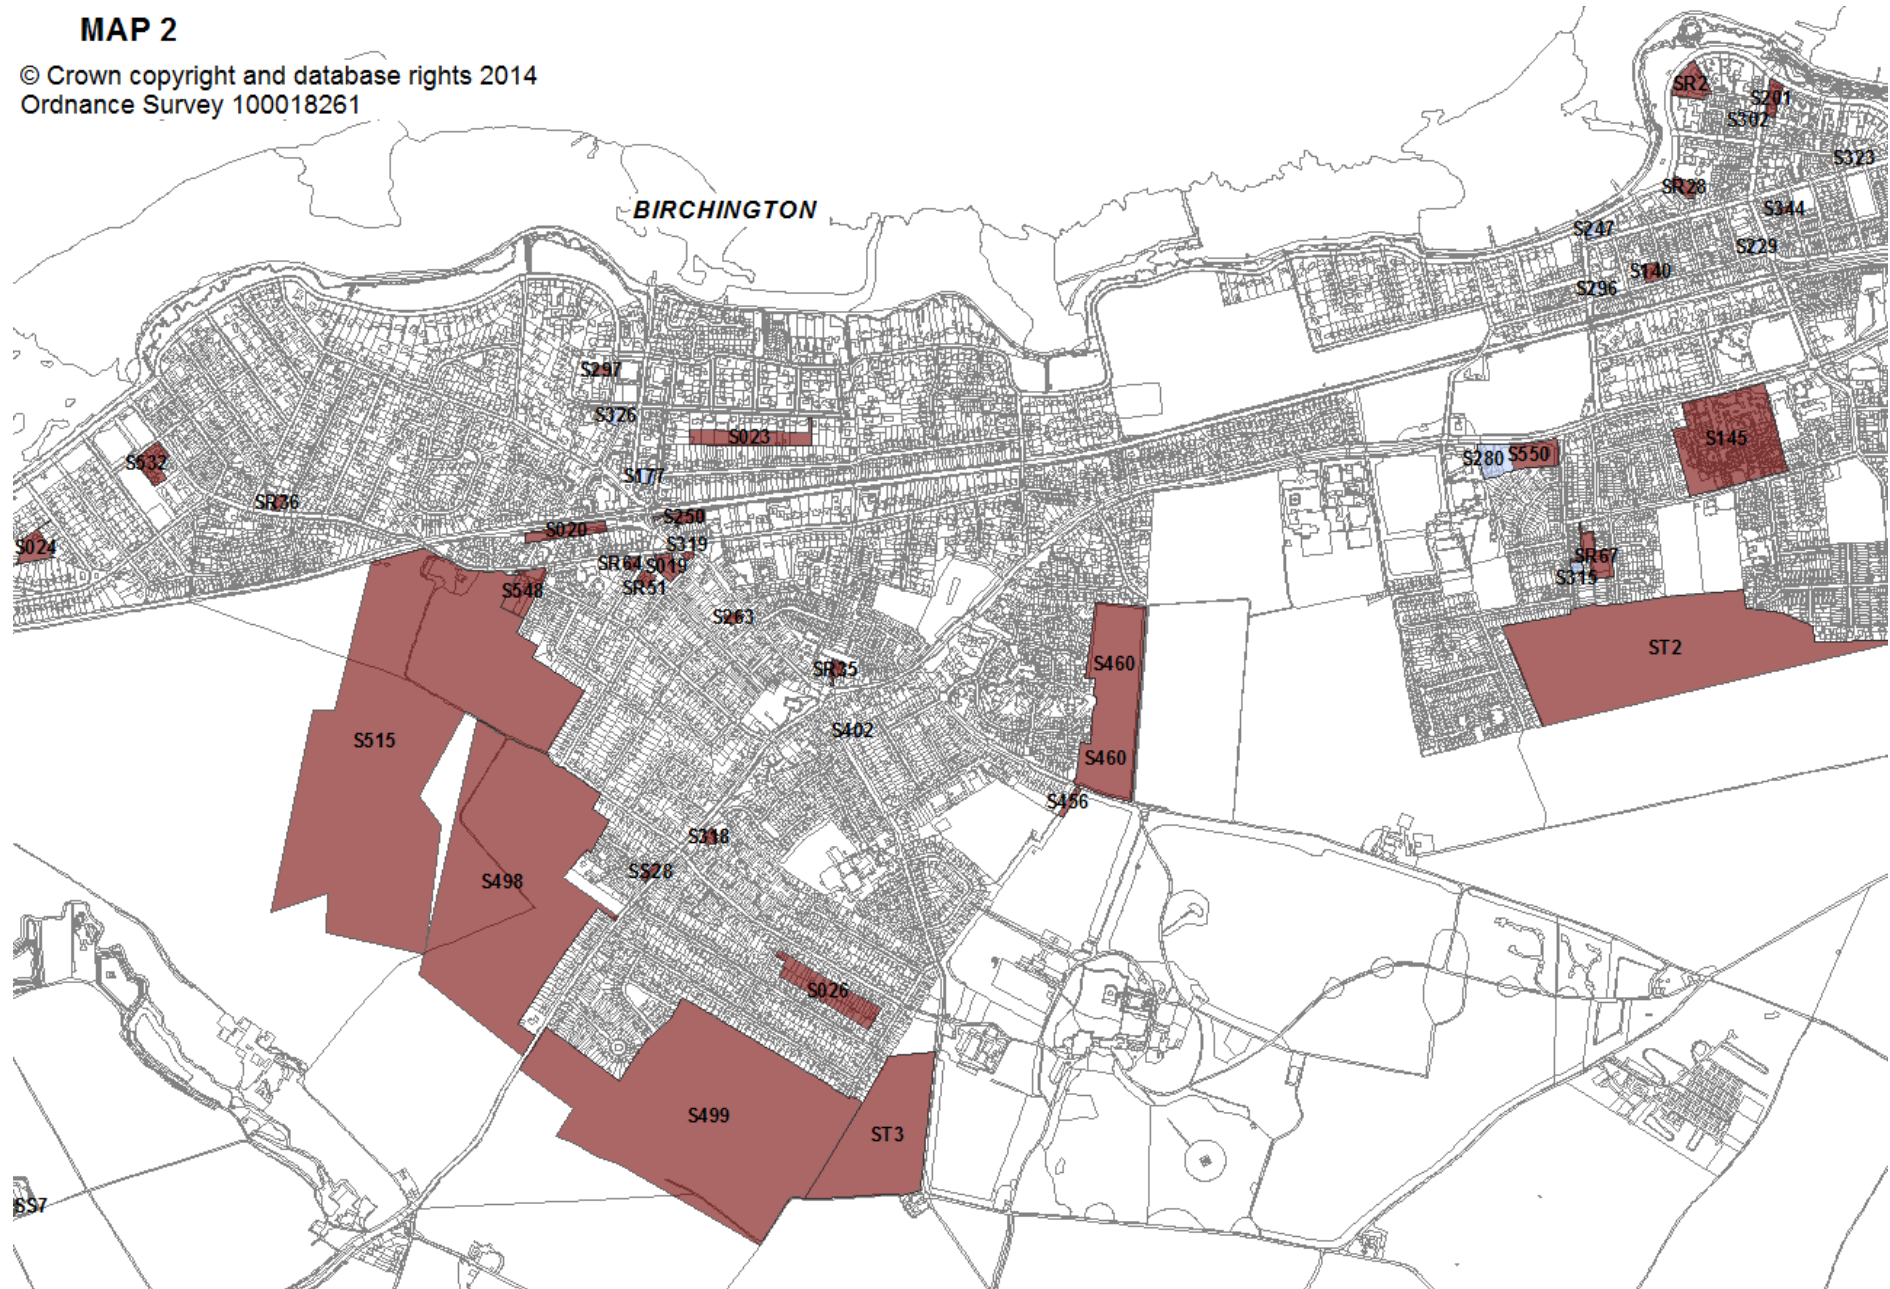 MAP 2
© Crown copyright and database rights 2014
Ordnance Survey 100018261
SR2
S201
S302
S323
SR28
S344
BIRCHINGTON
S247
S229
S140
S296
S297
S326
S023
S145
S532
S177
S280
S550
SR36
S250
S020
S024
S319
SR64
S019
SR67
S548
SR51
S315
S263
ST2
S460
SR35
S402
S515
S460
S456
S318
SS28
S498
S026
S499
ST3
SS7